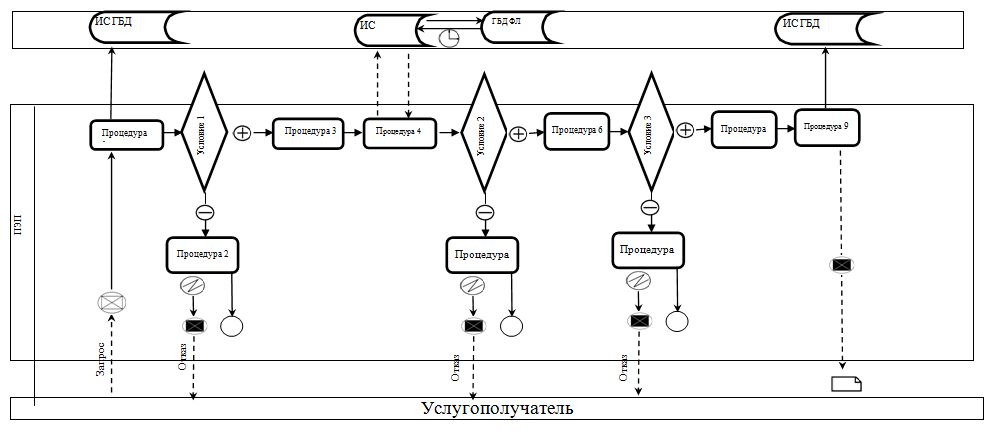 ИС ГБД
ИС
ГБД ФЛ
ИС ГБД
Процедура
Условие 1
Процедура 3
Процедура 4
Условие 2
Процедура 6
Условие 3
Процедура
Процедура 9
ПЭП
Процедура 2
Процедура
Процедура
Запрос
Отказ
Отказ
Отказ
Услугополучатель